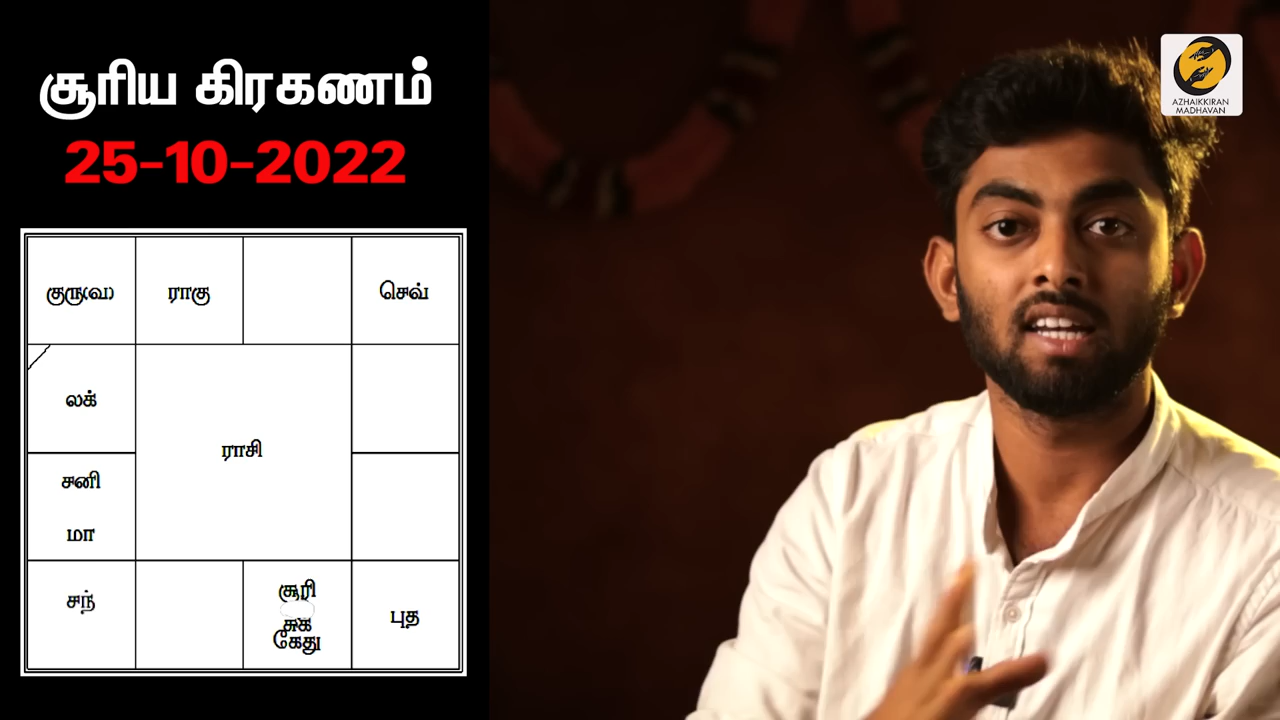 சூரிய கிரகணம்
25-10-2022
குரு(வ)
ராகு
செவ்
லக்
ராசி
சனி
மா
சந்
சூரி
சுக்
கேது
புத
AZHAIKKIRAN
MADHAVAN